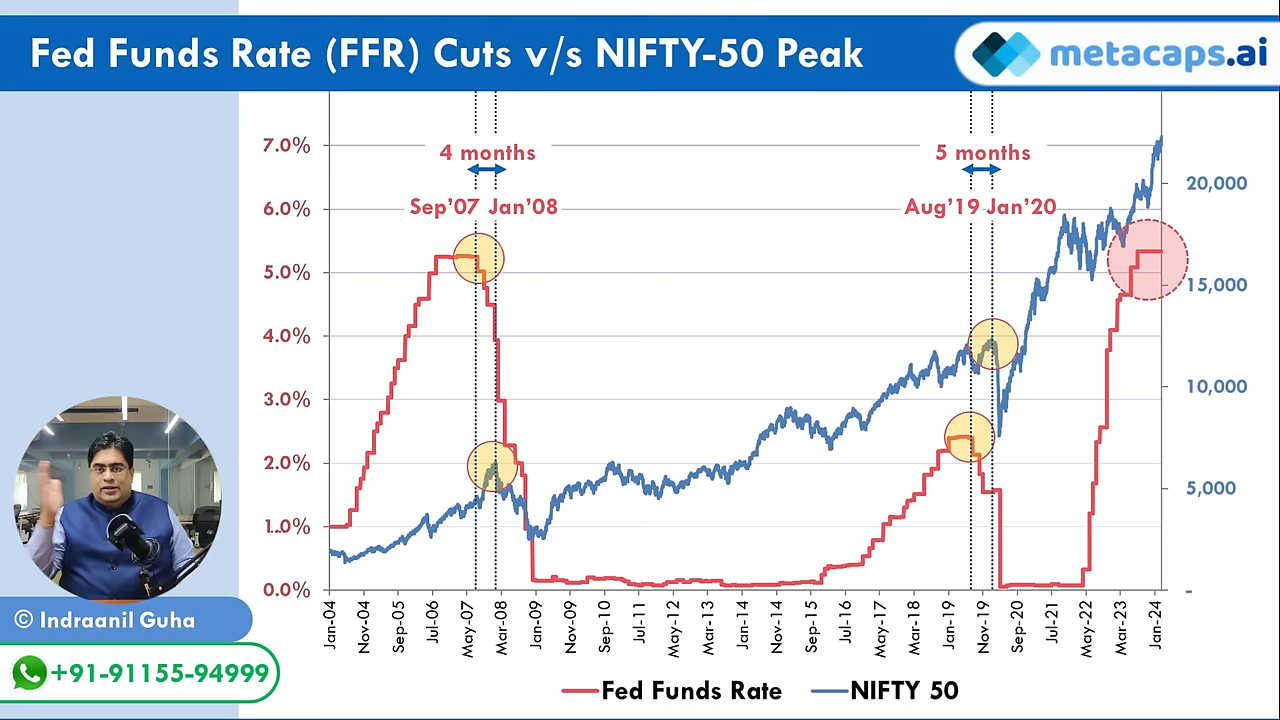 Fed Funds Rate (FFR) Cuts v/s NIFTY-50 Peak
metacaps.ai
4 months
5 months
Sep’07 Jan’08
Aug’19 Jan’20
7.0%
6.0%
5.0%
4.0%
3.0%
2.0%
1.0%
0.0%
20,000
15,000
10,000
5,000
-
Jan-04
Nov-04
Sep-05
Jul-06
May-07
Mar-08
Jan-09
Nov-09
Sep-10
Jul-11
May-12
Mar-13
Jan-14
Nov-14
Sep-15
Jul-16
May-17
Mar-18
Jan-19
Nov-19
Sep-20
Jul-21
May-22
Mar-23
Jan-24
Fed Funds Rate
NIFTY 50
© Indraanil Guha
+91-91155-94999